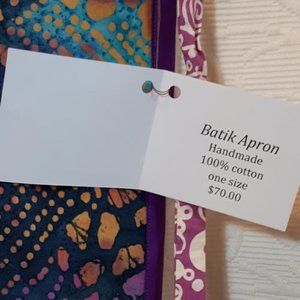 Batik Apron
Handmade
100% cotton
one size
$70.00